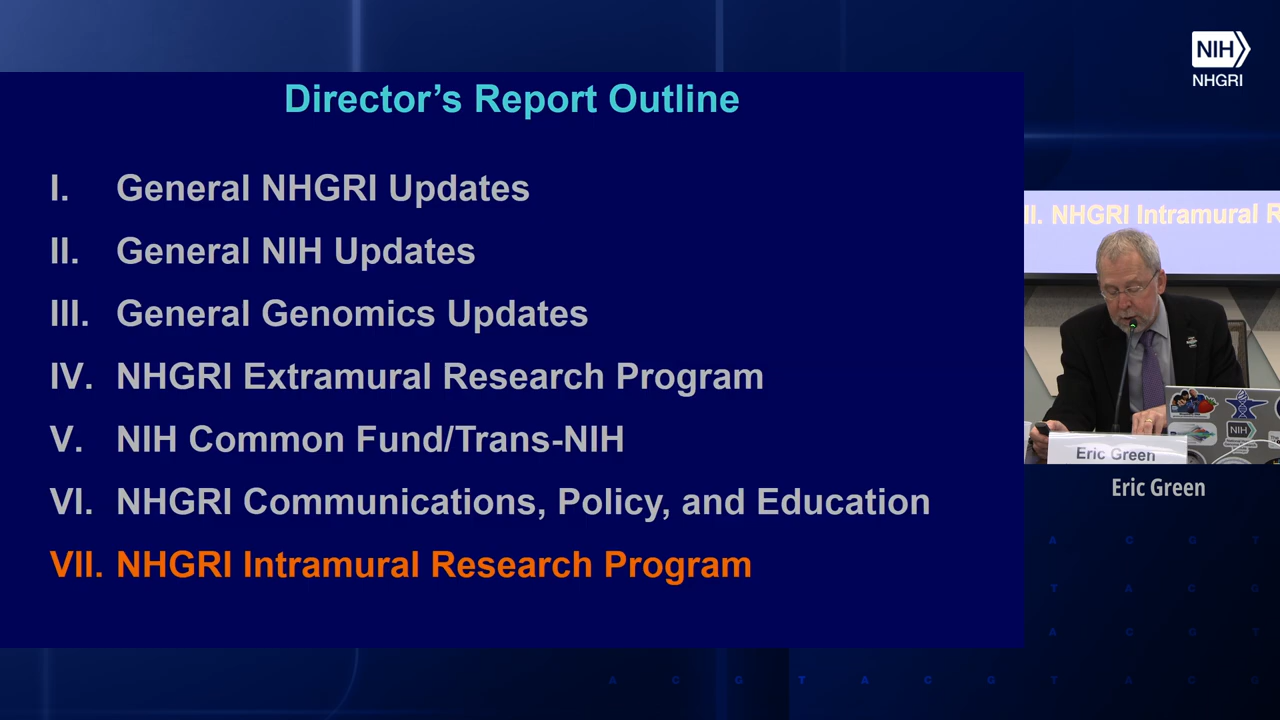 NIH
NHGRI
Director’s Report Outline
I. General NHGRI Updates
II. General NIH Updates
III. General Genomics Updates
IV. NHGRI Extramural Research Program
V. NIH Common Fund/Trans-NIH
VI. NHGRI Communications, Policy, and Education
VII. NHGRI Intramural Research Program
II. NHGRI Intramural R
NIH
Eric Green
Eric Green
A C G T
T A C G
A C G T
A C G T A C G T A C G